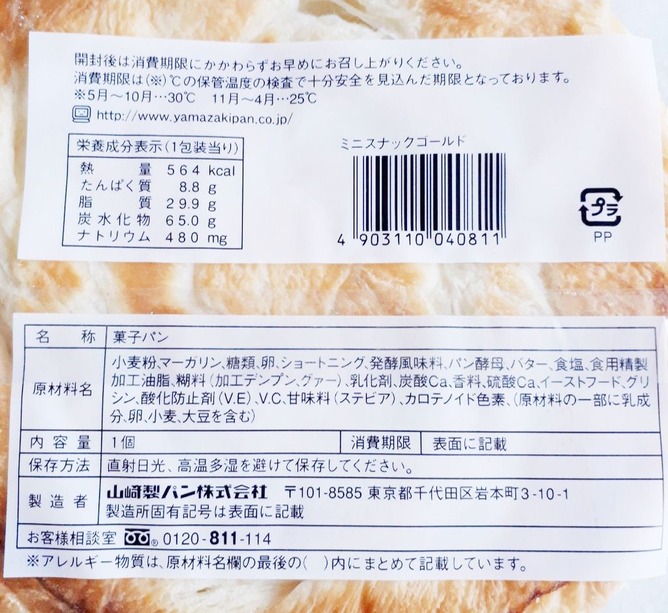 開封後は消費期限にかかわらずお早めにお召し上がりください。
消費期限は(※)℃の保管温度の検査で十分安全を見込んだ期限となっております。
※5月〜10月…30℃　11月〜4月…25℃
http://www.yamazakipan.co.jp/
栄養成分表示(1包装当り)
熱量 564 kcal
たんぱく質 8.8 g
脂質 29.9 g
炭水化物 65.0 g
ナトリウム 480 mg
ミニスナックゴールド
4 903110 040811
プラ
PP
名称 菓子パン
原材料名 小麦粉、マーガリン、糖類、卵、ショートニング、発酵風味料、パン酵母、バター、食塩、食用精製
加工油脂、糊料(加工デンプン、グァー)、乳化剤、炭酸Ca、香料、硫酸Ca、イーストフード、グリ
シン、酸化防止剤(V.E)、V.C、甘味料(ステビア)、カロテノイド色素、(原材料の一部に乳成
分、卵、小麦、大豆を含む)
内容量 1個 消費期限 表面に記載
保存方法 直射日光、高温多湿を避けて保存してください。
製造者 山崎製パン株式会社 〒101-8585 東京都千代田区岩本町3-10-1
製造所固有記号は表面に記載
お客様相談室 0120-811-114
※アレルギー物質は、原材料名欄の最後の(　)内にまとめて記載しています。